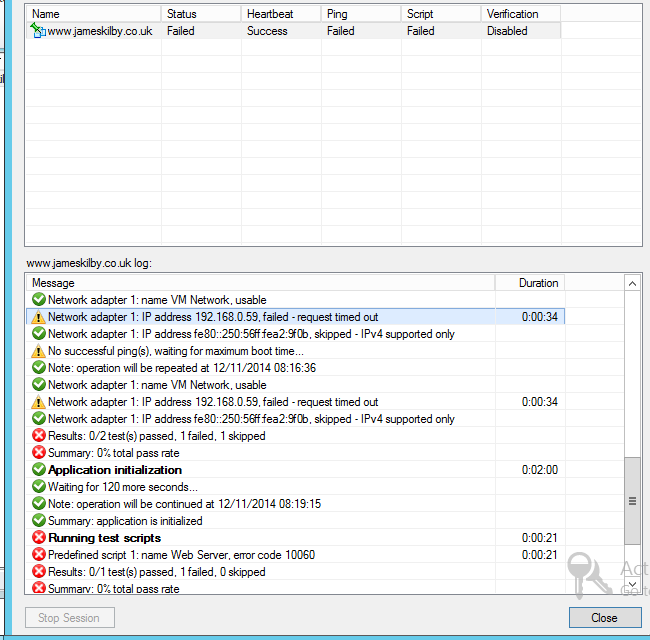 Name Status Heartbeat Ping Script Verification
www.jameskilby.co.uk Failed Success Failed Failed Disabled
www.jameskilby.co.uk log:
Message Duration
Network adapter 1: name VM Network, usable
Network adapter 1: IP address 192.168.0.59, failed - request timed out 0:00:34
Network adapter 1: IP address fe80::250:56ff:fea2:9f0b, skipped - IPv4 supported only
No successful ping(s), waiting for maximum boot time...
Note: operation will be repeated at 12/11/2014 08:16:36
Network adapter 1: name VM Network, usable
Network adapter 1: IP address 192.168.0.59, failed - request timed out 0:00:34
Network adapter 1: IP address fe80::250:56ff:fea2:9f0b, skipped - IPv4 supported only
Results: 0/2 test(s) passed, 1 failed, 1 skipped
Summary: 0% total pass rate
Application initialization 0:02:00
Waiting for 120 more seconds...
Note: operation will be continued at 12/11/2014 08:19:15
Summary: application is initialized
Running test scripts 0:00:21
Predefined script 1: name Web Server, error code 10060 0:00:21
Results: 0/1 test(s) passed, 1 failed, 0 skipped
Summary: 0% total pass rate
Act
Go to
Stop Session Close